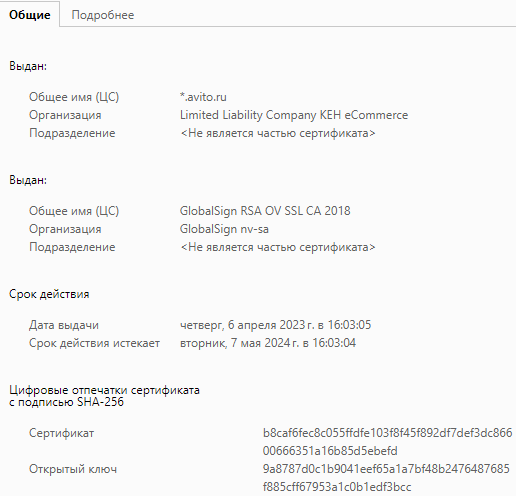 Общие Подробнее
Выдан:
Общее имя (ЦС) *.avito.ru
Организация Limited Liability Company KEH eCommerce
Подразделение <Не является частью сертификата>
Выдан:
Общее имя (ЦС) GlobalSign RSA OV SSL CA 2018
Организация GlobalSign nv-sa
Подразделение <Не является частью сертификата>
Срок действия
Дата выдачи четверг, 6 апреля 2023 г. в 16:03:05
Срок действия истекает вторник, 7 мая 2024 г. в 16:03:04
Цифровые отпечатки сертификата
с подписью SHA-256
Сертификат b8caf6fec8c055ffdfe103f8f45f892df7def3dc866
00666351a16b85d5ebefd
Открытый ключ 9a8787d0c1b9041eef65a1a7bf48b2476487685
f885cff67953a1c0b1edf3bcc